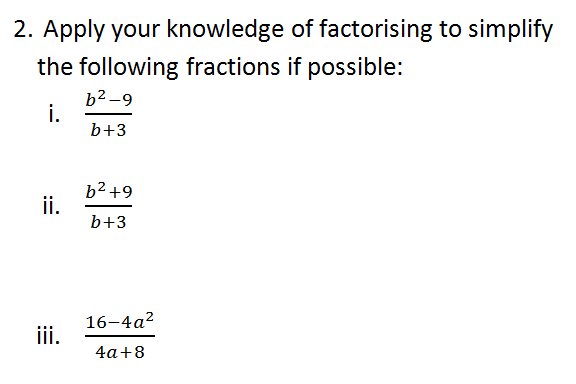 2. Apply your knowledge of factorising to simplify
the following fractions if possible:
i. b²−9
b+3
ii. b²+9
b+3
iii. 16−4a²
4a+8